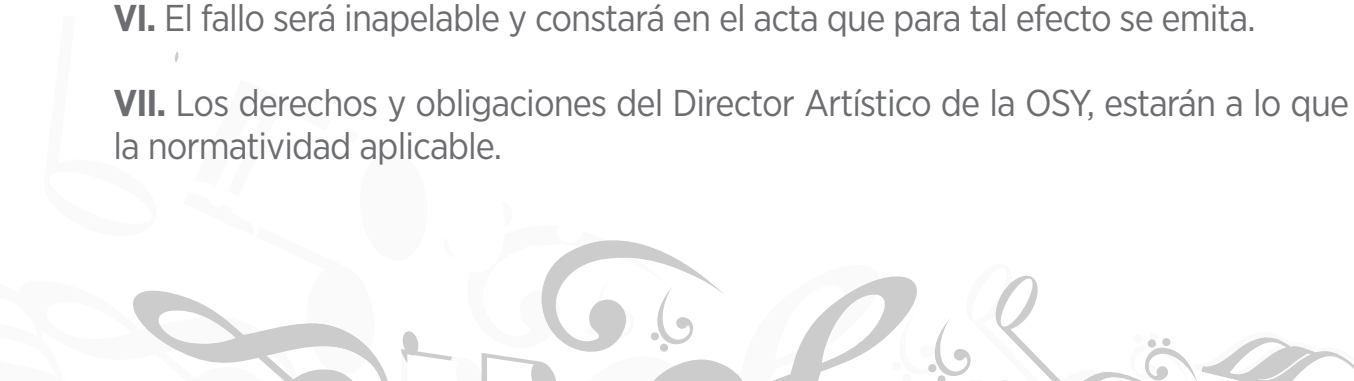 VI. El fallo será inapelable y constará en el acta que para tal efecto se emita.
VII. Los derechos y obligaciones del Director Artístico de la OSY, estarán a lo que
la normatividad aplicable.